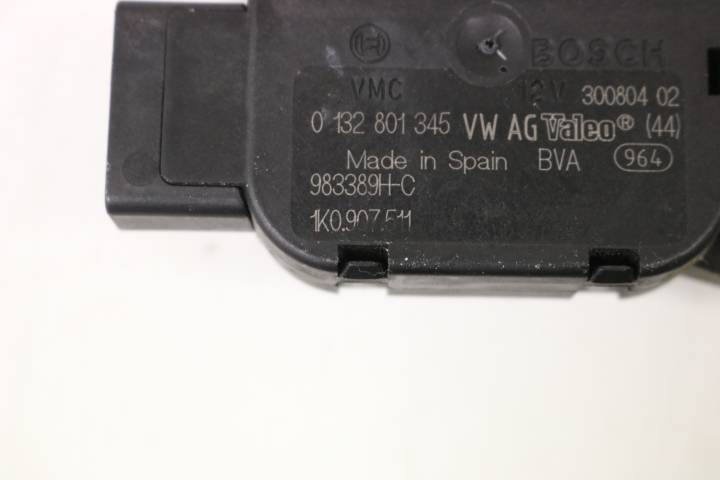 BOSCH
VMC 12V 300804 02
0 132 801 345 VW AG Valeo® (44)
Made in Spain BVA 964
983389H-C
1K0.907.511